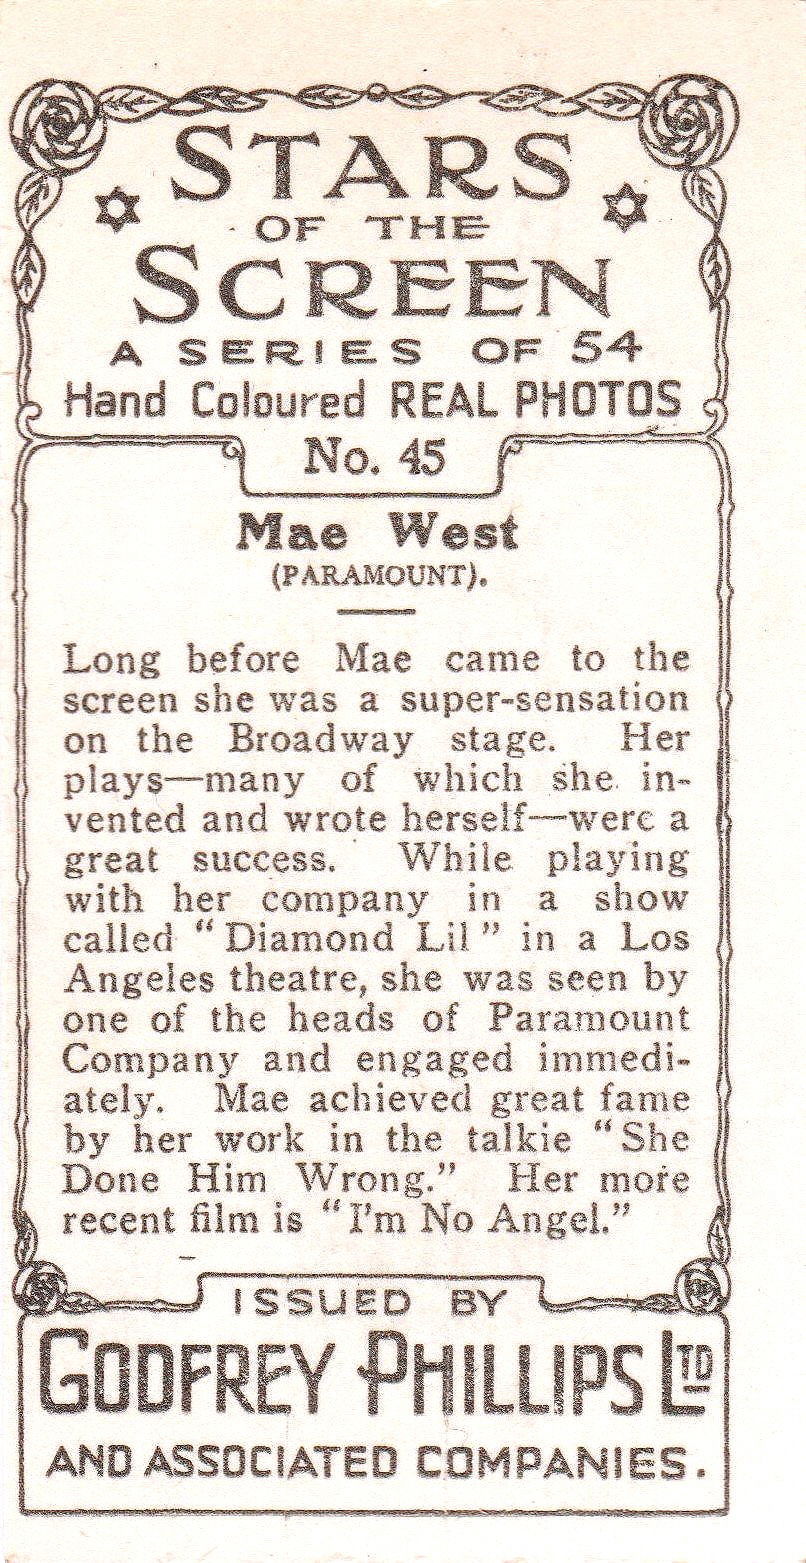 STARS
OF THE
SCREEN
A SERIES OF 54
Hand Coloured REAL PHOTOS
No. 45
Mae West
(PARAMOUNT).
Long before Mae came to the
screen she was a super-sensation
on the Broadway stage. Her
plays—many of which she in-
vented and wrote herself—were a
great success. While playing
with her company in a show
called "Diamond Lil" in a Los
Angeles theatre, she was seen by
one of the heads of Paramount
Company and engaged immedi-
ately. Mae achieved great fame
by her work in the talkie "She
Done Him Wrong." Her more
recent film is "I'm No Angel."
ISSUED BY
GODFREY PHILLIPS LTD
AND ASSOCIATED COMPANIES.